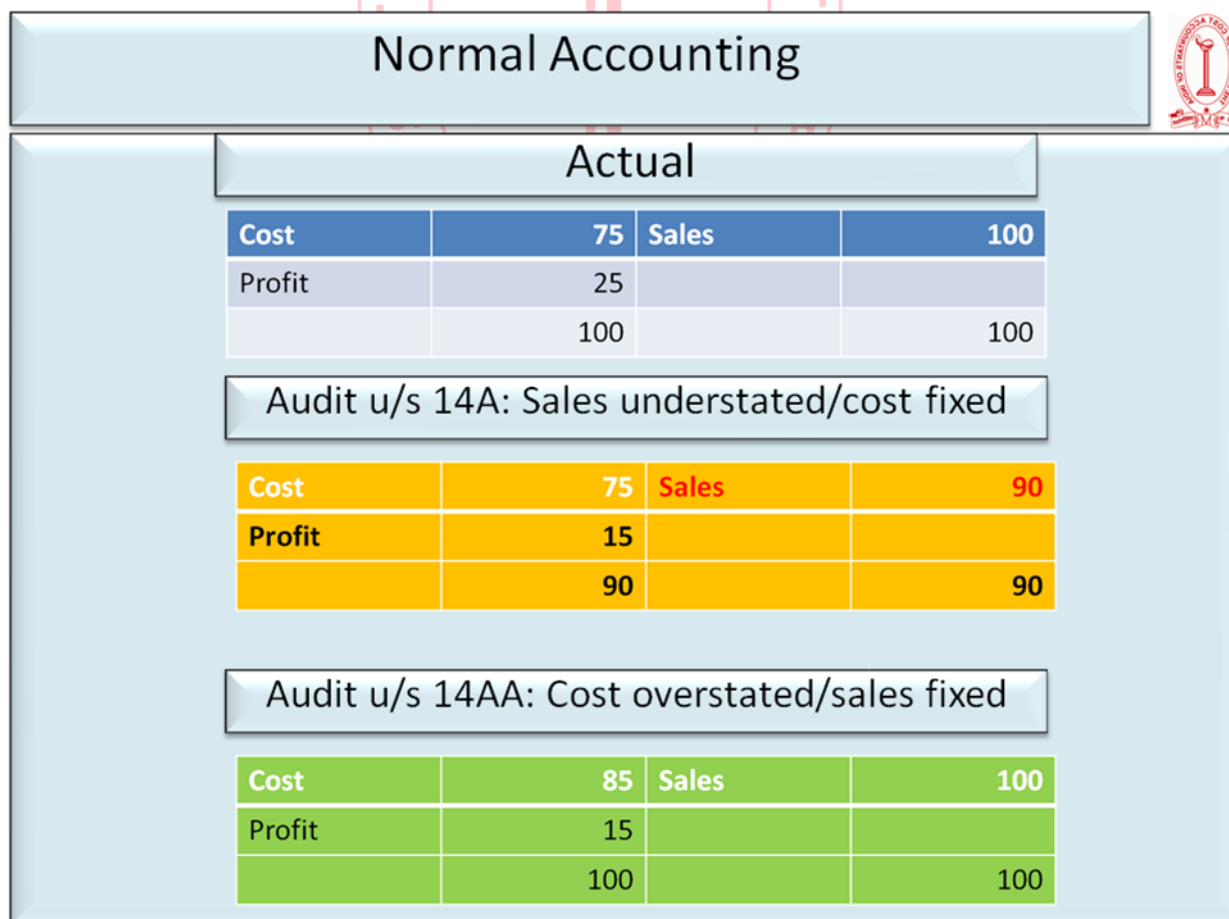 Normal Accounting
Actual
Cost 75 Sales 100
Profit 25
100 100
Audit u/s 14A: Sales understated/cost fixed
Cost 75 Sales 90
Profit 15
90 90
Audit u/s 14AA: Cost overstated/sales fixed
Cost 85 Sales 100
Profit 15
100 100